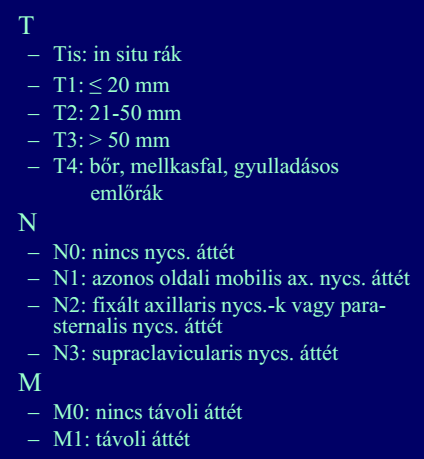 T
– Tis: in situ rák
– T1: ≤ 20 mm
– T2: 21-50 mm
– T3: > 50 mm
– T4: bőr, mellkasfal, gyulladásos
emlőrák
N
– N0: nincs nycs. áttét
– N1: azonos oldali mobilis ax. nycs. áttét
– N2: fixált axillaris nycs.-k vagy para-
sternalis nycs. áttét
– N3: supraclavicularis nycs. áttét
M
– M0: nincs távoli áttét
– M1: távoli áttét